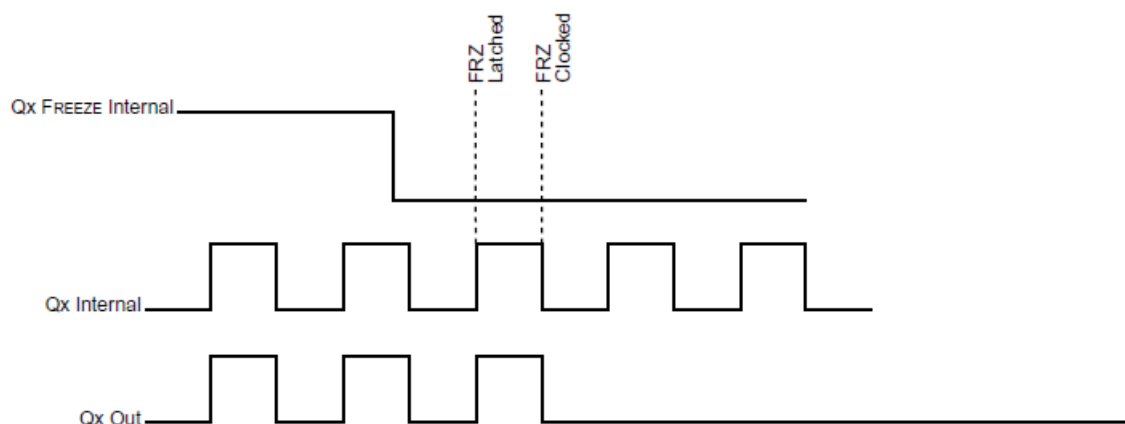 FRZ
Latched
FRZ
Clocked
Qx FREEZE Internal
Qx Internal
Qx Out